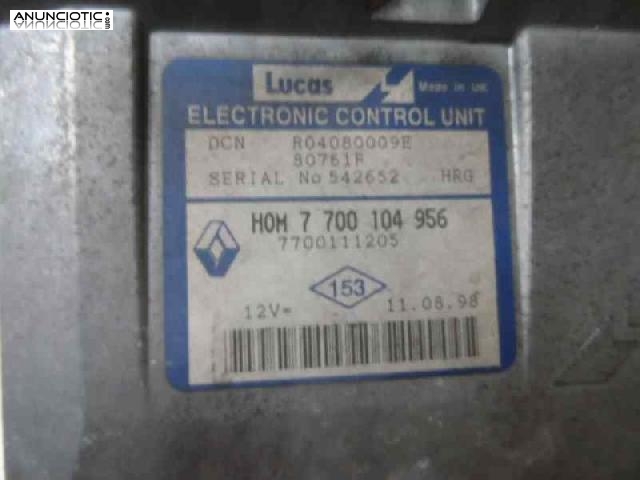 ANUNCIOTIC.es
Lucas Made in UK
ELECTRONIC CONTROL UNIT
DCN R04080009E
80761F
SERIAL No 542652 HRG
HOM 7 700 104 956
7700111205
153
12V= 11.08.98